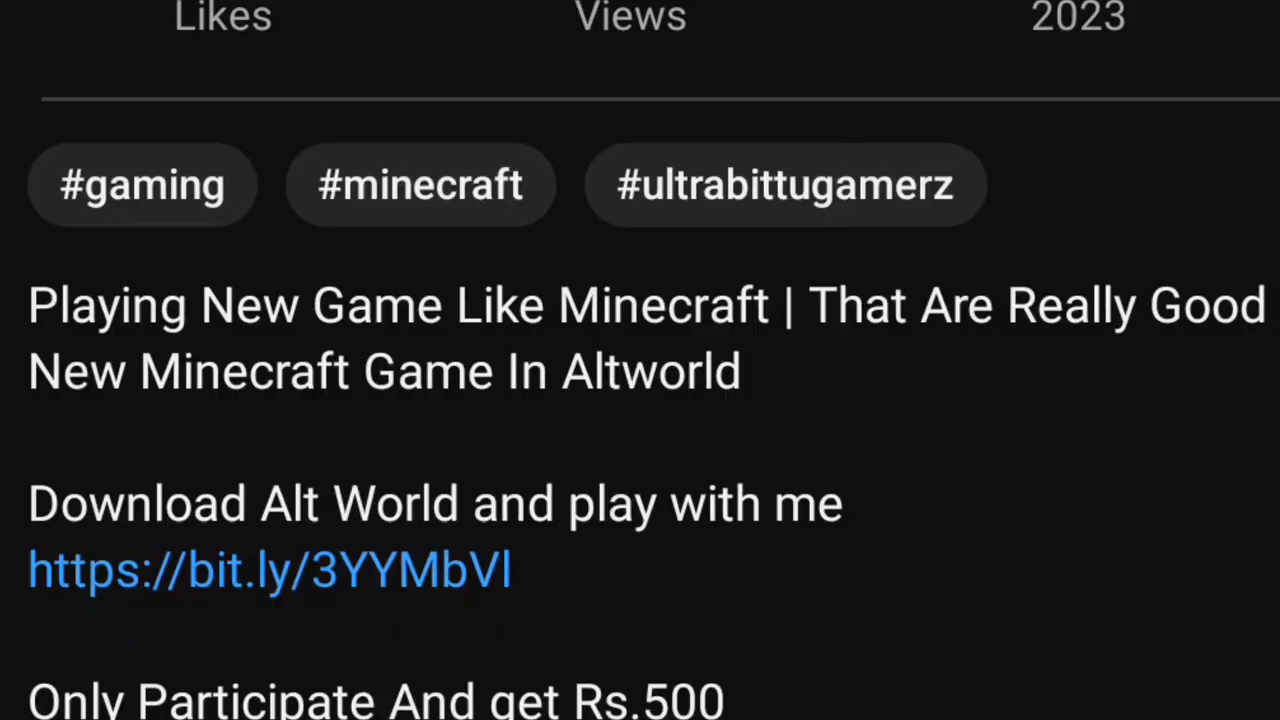 Likes Views 2023
#gaming #minecraft #ultrabittugamerz
Playing New Game Like Minecraft | That Are Really Good
New Minecraft Game In Altworld
Download Alt World and play with me
https://bit.ly/3YYMbVl
Only Participate And get Rs.500